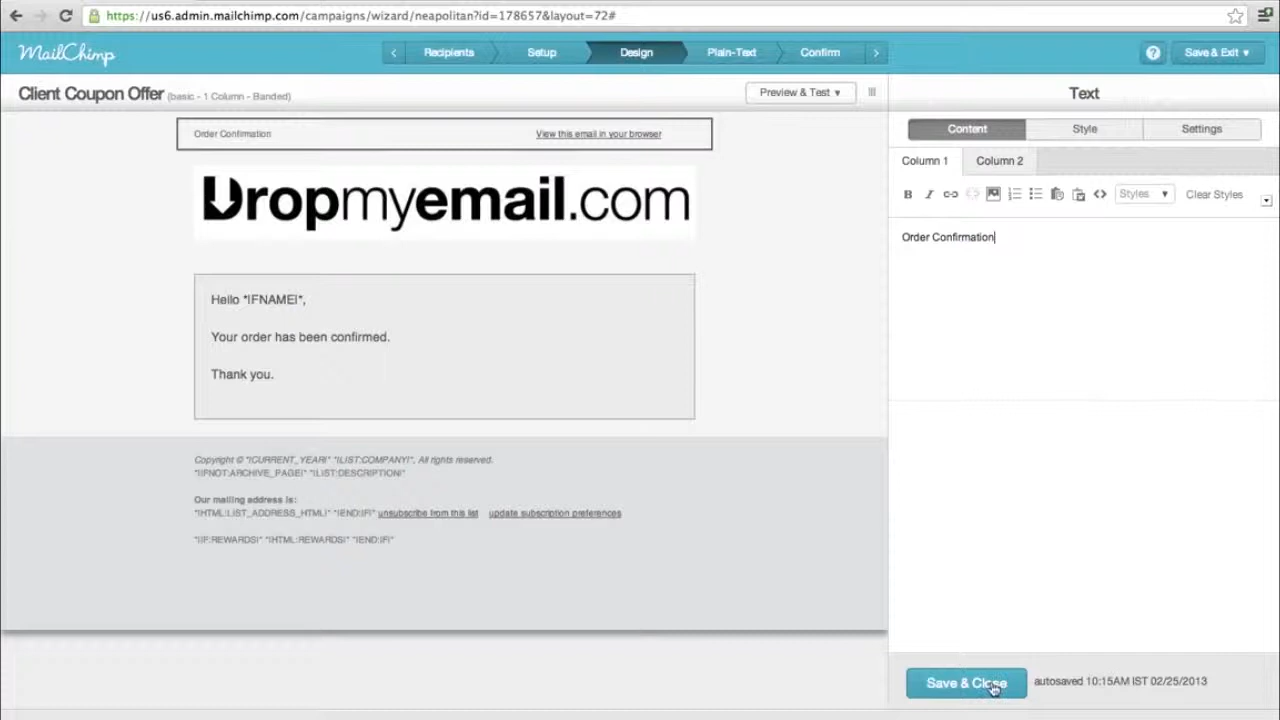 https://us6.admin.mailchimp.com/campaigns/wizard/neapolitan?id=178657&layout=72#
MailChimp
Recipients
Setup
Design
Plain-Text
Confirm
?
Save & Exit
Client Coupon Offer (basic - 1 Column - Banded)
Preview & Test
Text
Content
Style
Settings
Order Confirmation
View this email in your browser
Column 1
Column 2
B I
Styles
Clear Styles
Dropmyemail.com
Order Confirmation
Hello *|FNAME|*,
Your order has been confirmed.
Thank you.
Copyright © *|CURRENT_YEAR|* *|LIST:COMPANY|*, All rights reserved.
*|IFNOT:ARCHIVE_PAGE|* *|LIST:DESCRIPTION|*
Our mailing address is:
*|HTML:LIST_ADDRESS_HTML|* *|END:IF|* unsubscribe from this list update subscription preferences
*|IF:REWARDS|* *|HTML:REWARDS|* *|END:IF|*
Save & Close
autosaved 10:15AM IST 02/25/2013